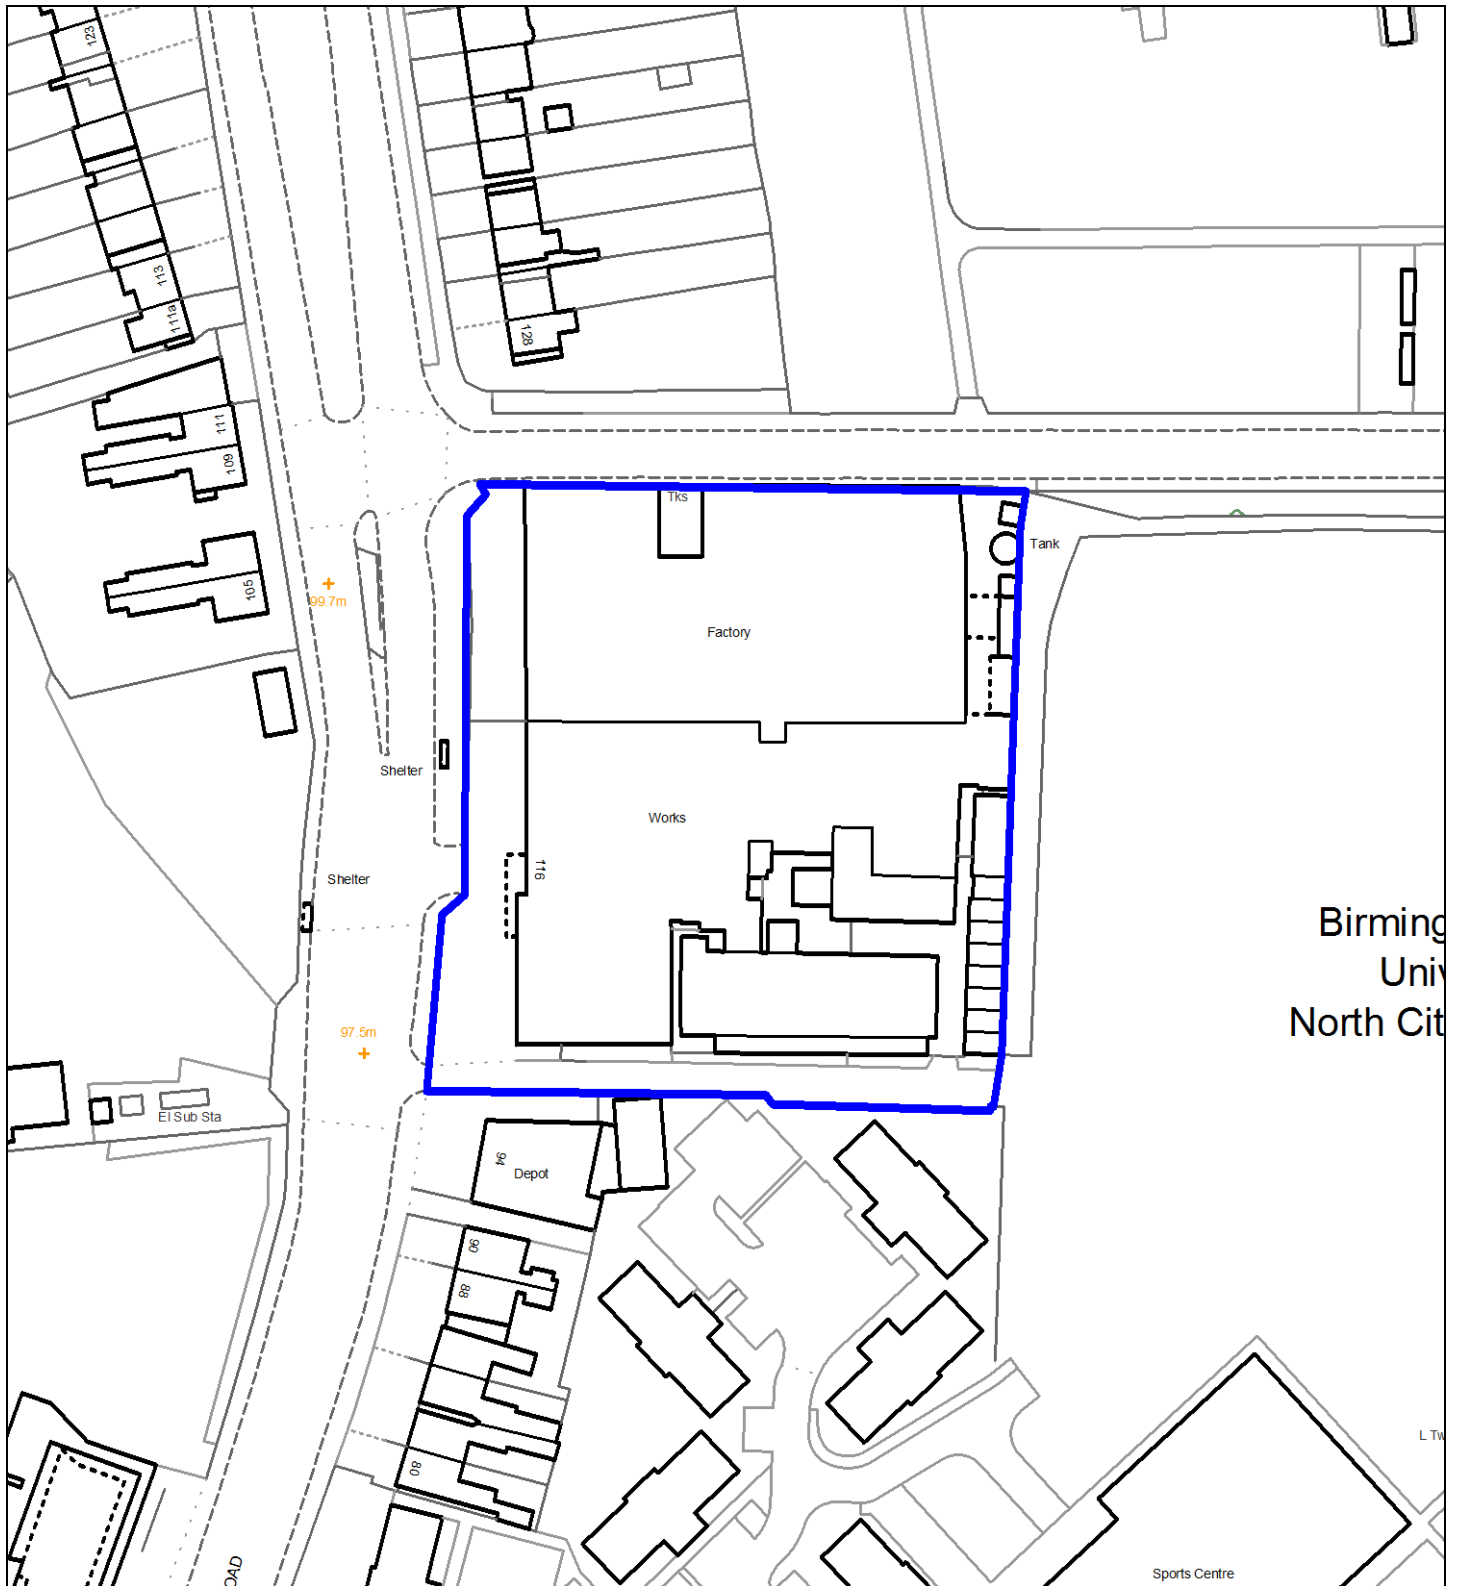 123
113
111a
128
111
109
Tks
Tank
105
99.7m
Factory
Shelter
Works
116
Shelter
Birming
Univ
North Cit
97.5m
El Sub Sta
94
Depot
90
88
80
L Tw
OAD
Sports Centre